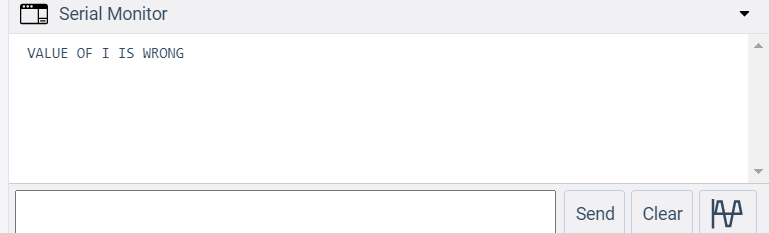 Serial Monitor
VALUE OF I IS WRONG
Send Clear